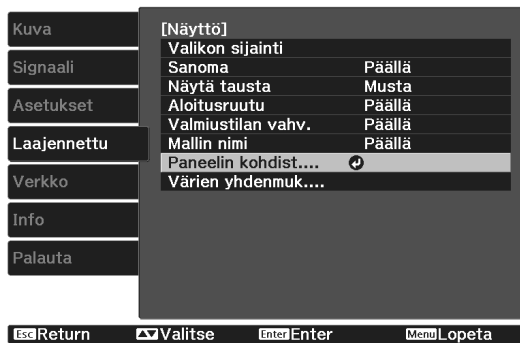 Kuva
Signaali
Asetukset
Laajennettu
Verkko
Info
Palauta
[Näyttö]
Valikon sijainti
Sanoma Päällä
Näytä tausta Musta
Aloitusruutu Päällä
Valmiustilan vahv. Päällä
Mallin nimi Päällä
Paneelin kohdist....
Värien yhdenmuk....
Esc Return Valitse Enter Enter Menu Lopeta